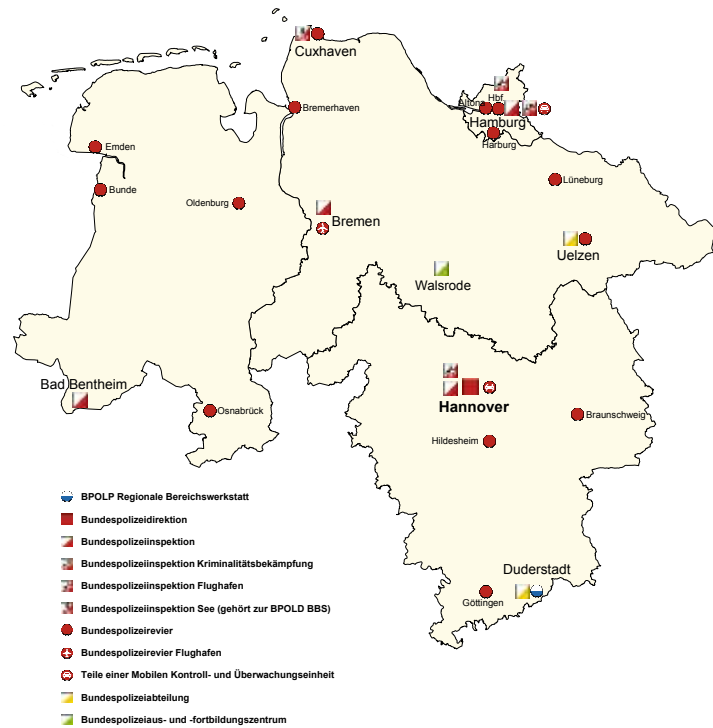 Cuxhaven
Hbf.
Altona
Bremerhaven
Hamburg
Harburg
Emden
Lüneburg
Bunde
Oldenburg
Bremen
Uelzen
Walsrode
Bad Bentheim
Hannover
Osnabrück
Braunschweig
Hildesheim
BPOLP Regionale Bereichswerkstatt
Bundespolizeidirektion
Bundespolizeiinspektion
Bundespolizeiinspektion Kriminalitätsbekämpfung
Bundespolizeiinspektion Flughafen
Bundespolizeiinspektion See (gehört zur BPOLD BBS)
Bundespolizeirevier
Bundespolizeirevier Flughafen
Teile einer Mobilen Kontroll- und Überwachungseinheit
Bundespolizeiabteilung
Bundespolizeiaus- und -fortbildungszentrum
Duderstadt
Göttingen